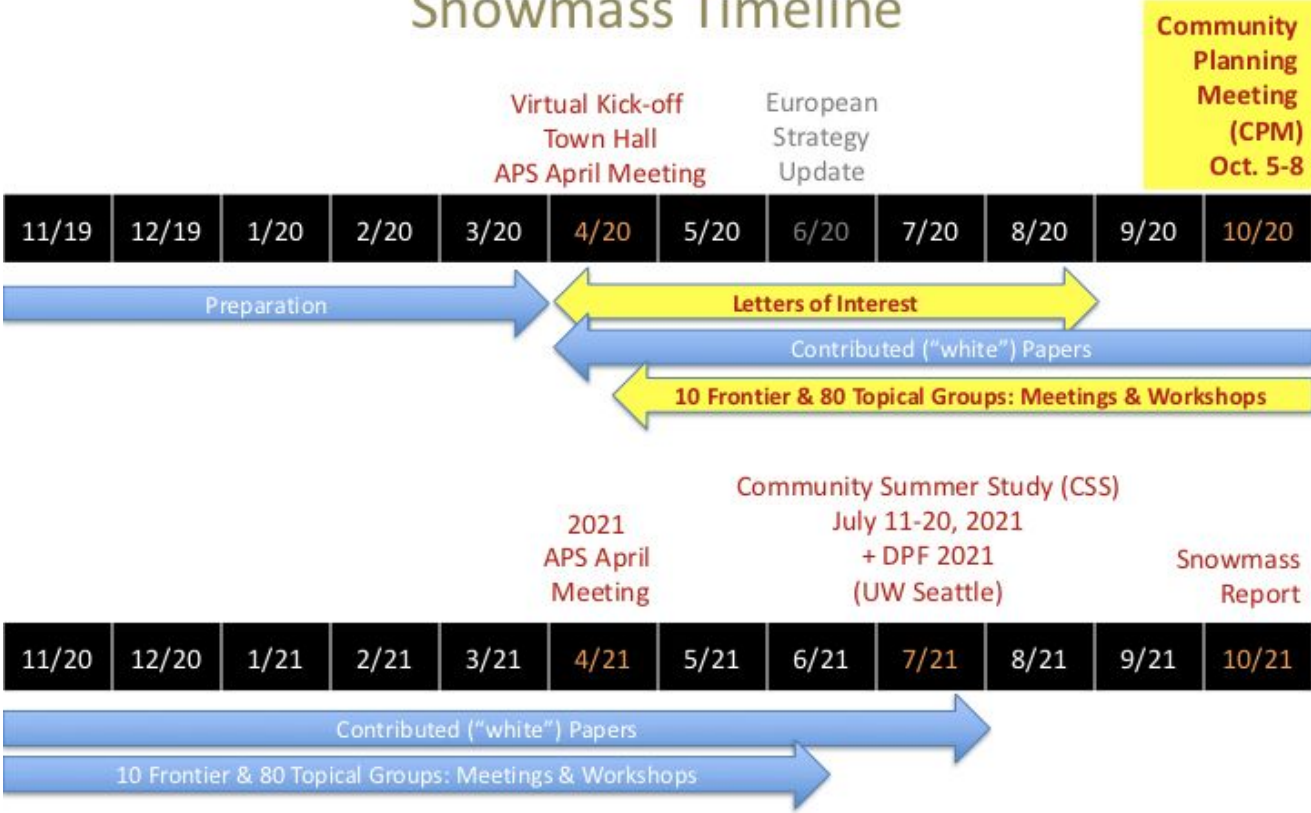 Snowmass Timeline
Community
Planning
Meeting
(CPM)
Oct. 5-8
Virtual Kick-off
Town Hall
APS April Meeting
European
Strategy
Update
11/19 12/19 1/20 2/20 3/20 4/20 5/20 6/20 7/20 8/20 9/20 10/20
Preparation
Letters of Interest
Contributed (“white”) Papers
10 Frontier & 80 Topical Groups: Meetings & Workshops
2021
APS April
Meeting
Community Summer Study (CSS)
July 11-20, 2021
+ DPF 2021
(UW Seattle)
Snowmass
Report
11/20 12/20 1/21 2/21 3/21 4/21 5/21 6/21 7/21 8/21 9/21 10/21
Contributed (“white”) Papers
10 Frontier & 80 Topical Groups: Meetings & Workshops